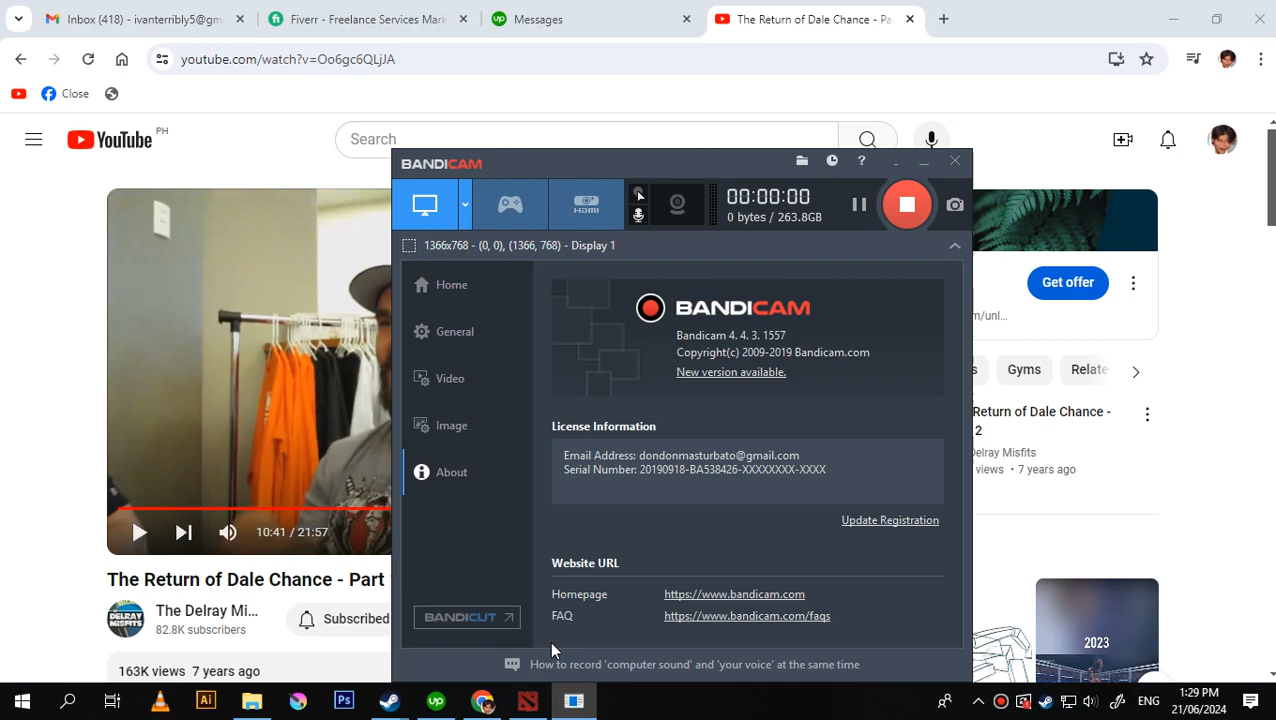 Inbox (418) - ivanterribly5@gm
Fiverr - Freelance Services Mark
Messages
The Return of Dale Chance - Pa
youtube.com/watch?v=Oo6gc6QLjJA
Close
YouTube PH
Search
BANDICAM
HDMI
00:00:00
0 bytes / 263.8GB
1366x768 - (0, 0), (1366, 768) - Display 1
Home
General
Video
Image
About
BANDICUT
BANDICAM
Bandicam 4. 4. 3. 1557
Copyright(c) 2009-2019 Bandicam.com
New version available.
License Information
Email Address: dondonmasturbato@gmail.com
Serial Number: 20190918-BA538426-XXXXXXXX-XXXX
Update Registration
Website URL
Homepage https://www.bandicam.com
FAQ https://www.bandicam.com/faqs
How to record 'computer sound' and 'your voice' at the same time
10:41 / 21:57
The Return of Dale Chance - Part
DELRAY MISFITS
The Delray Mi...
82.8K subscribers
Subscribed
163K views 7 years ago
Get offer
om/unl...
s
Gyms
Relate
Return of Dale Chance -
2
Delray Misfits
views • 7 years ago
2023
Ai
Ps
up
ENG
1:29 PM
21/06/2024